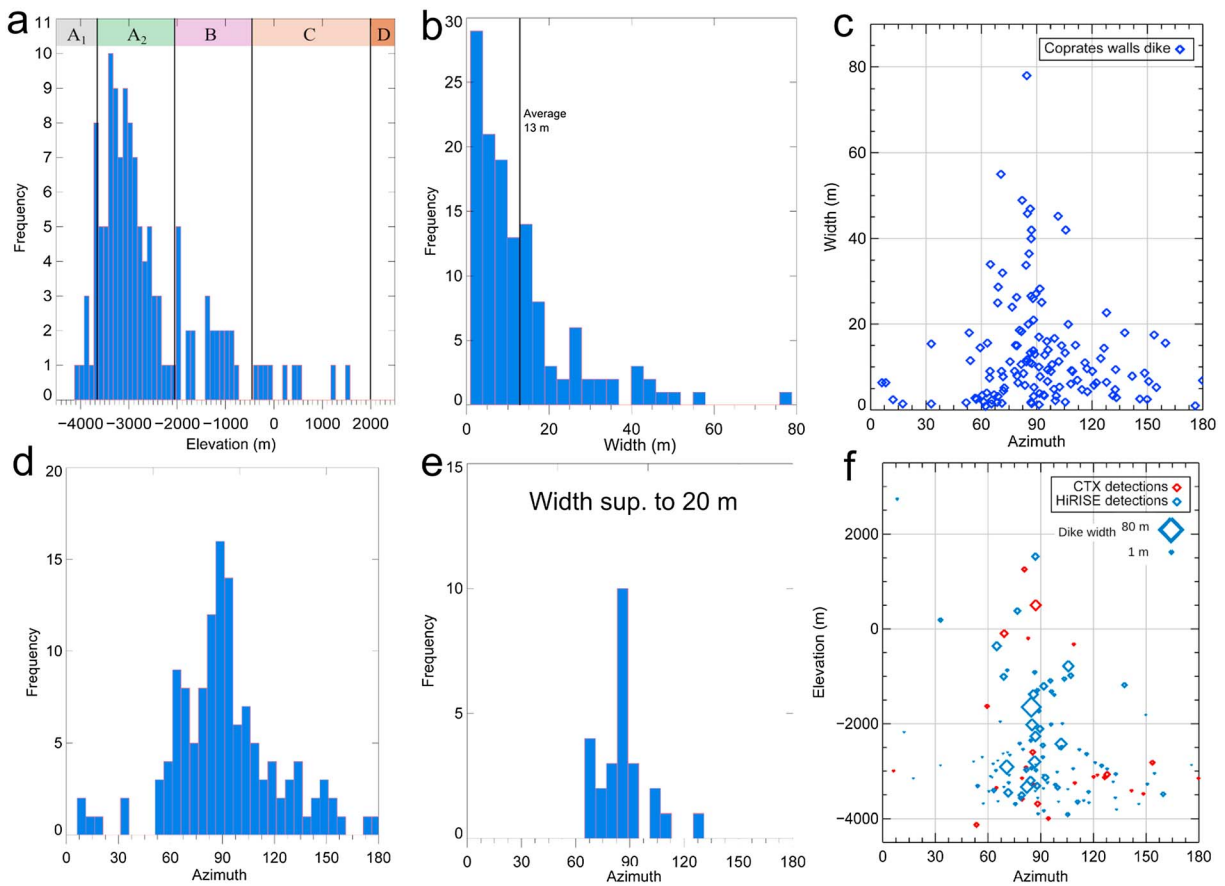 a
A1
A2
B
C
D
11
10
9
8
7
6
5
4
3
2
1
0
Frequency
−4000
−3000
−2000
−1000
0
1000
2000
Elevation (m)
b
30
25
20
15
10
5
0
Frequency
Average
13 m
0
20
40
60
80
Width (m)
c
Coprates walls dike
80
60
40
20
0
Width (m)
0
30
60
90
120
150
180
Azimuth
d
20
15
10
5
0
Frequency
0
30
60
90
120
150
180
Azimuth
e
Width sup. to 20 m
15
10
5
0
Frequency
0
60
120
180
Azimuth
f
CTX detections
HiRISE detections
Dike width
80 m
1 m
2000
0
−2000
−4000
Elevation (m)
0
30
60
90
120
150
180
Azimuth